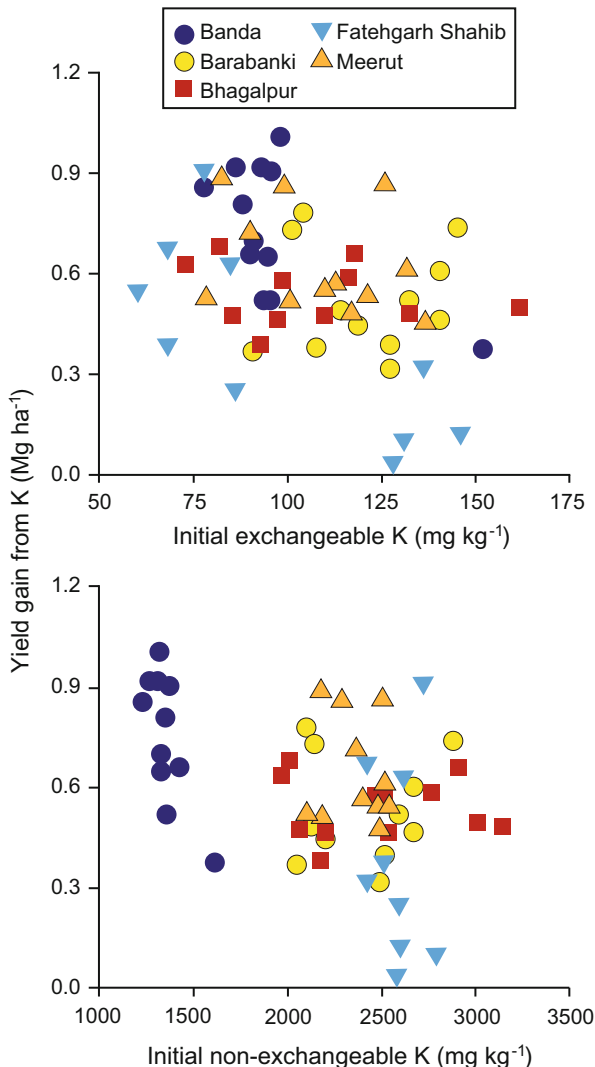 Banda
Fatehgarh Shahib
Barabanki
Meerut
Bhagalpur
Yield gain from K (Mg ha⁻¹)
1.2
0.9
0.6
0.3
0.0
50 75 100 125 150 175
Initial exchangeable K (mg kg⁻¹)
1.2
0.9
0.6
0.3
0.0
1000 1500 2000 2500 3000 3500
Initial non-exchangeable K (mg kg⁻¹)